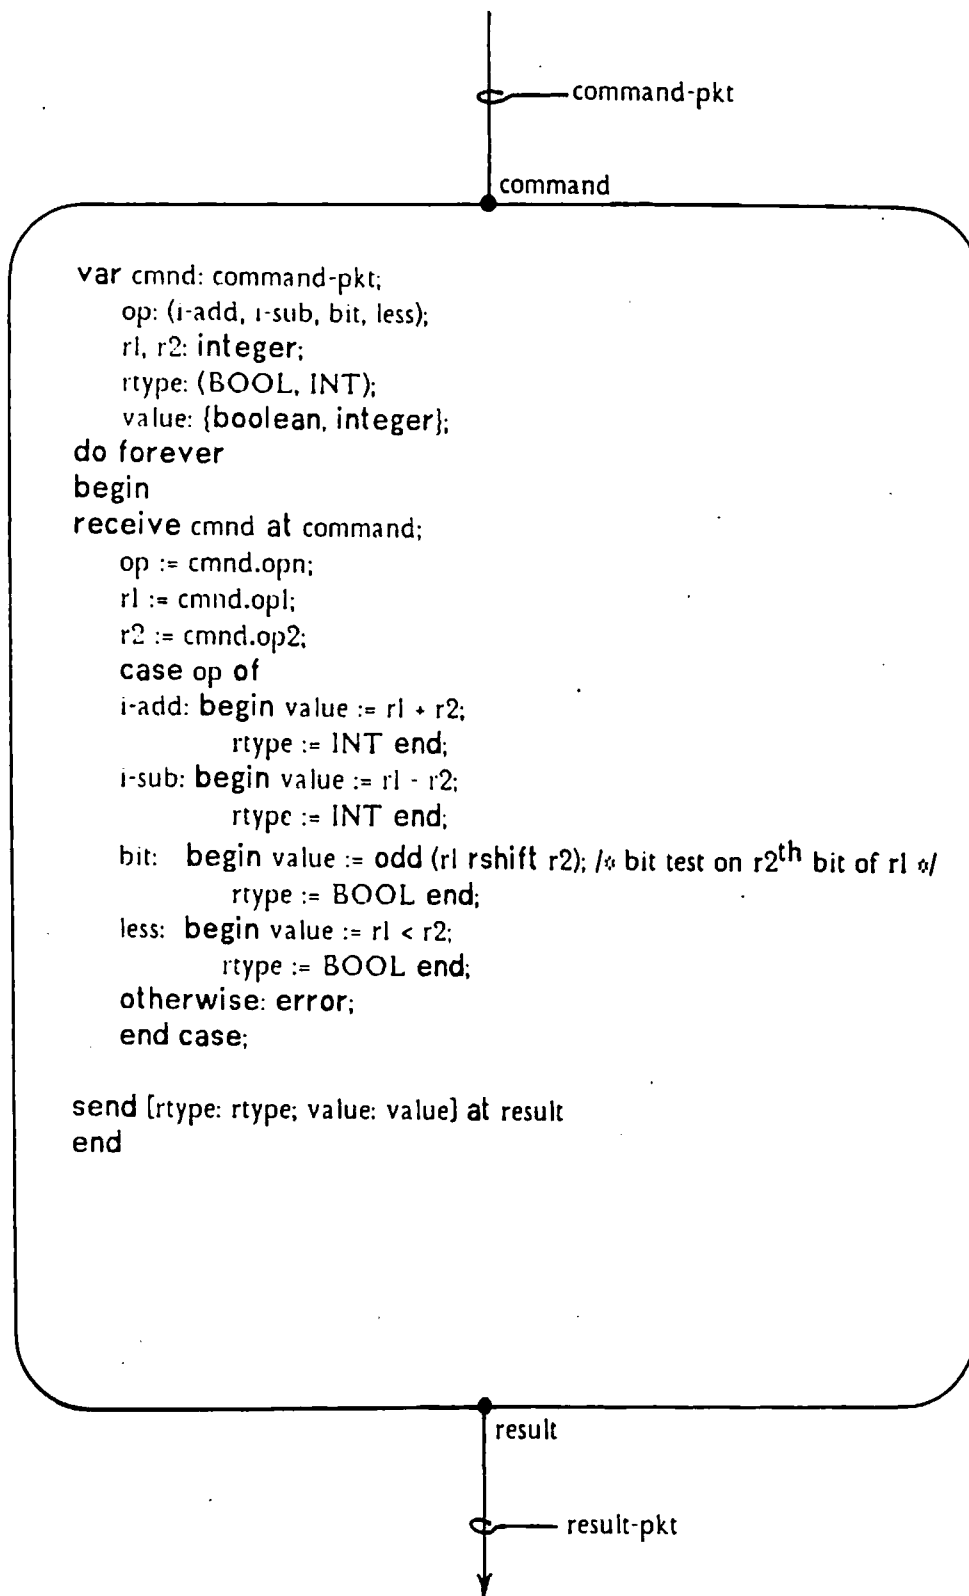 command-pkt
command
var cmnd: command-pkt;
op: (i-add, i-sub, bit, less);
r1, r2: integer;
rtype: (BOOL, INT);
value: {boolean, integer};
do forever
begin
receive cmnd at command;
op := cmnd.opn;
r1 := cmnd.op1;
r2 := cmnd.op2;
case op of
i-add: begin value := r1 + r2;
rtype := INT end;
i-sub: begin value := r1 - r2;
rtype := INT end;
bit: begin value := odd (r1 rshift r2); /* bit test on r2th bit of r1 */
rtype := BOOL end;
less: begin value := r1 < r2;
rtype := BOOL end;
otherwise: error;
end case;
send [rtype: rtype; value: value] at result
end
result
result-pkt